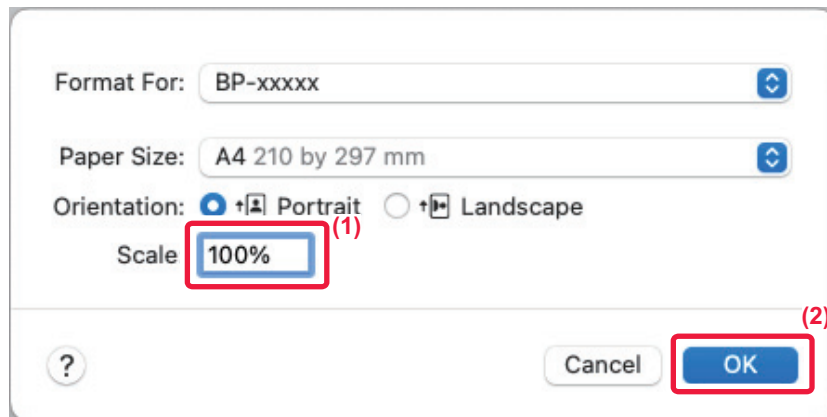 Format For: BP-xxxxx
Paper Size: A4 210 by 297 mm
Orientation: Portrait Landscape
(1)
Scale 100%
(2)
? Cancel OK